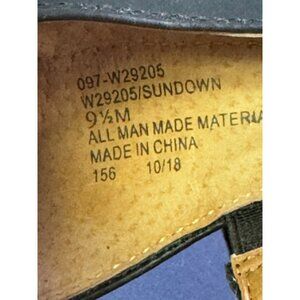 097-W29205
W29205/SUNDOWN
9½M
ALL MAN MADE MATERIA
MADE IN CHINA
156 10/18